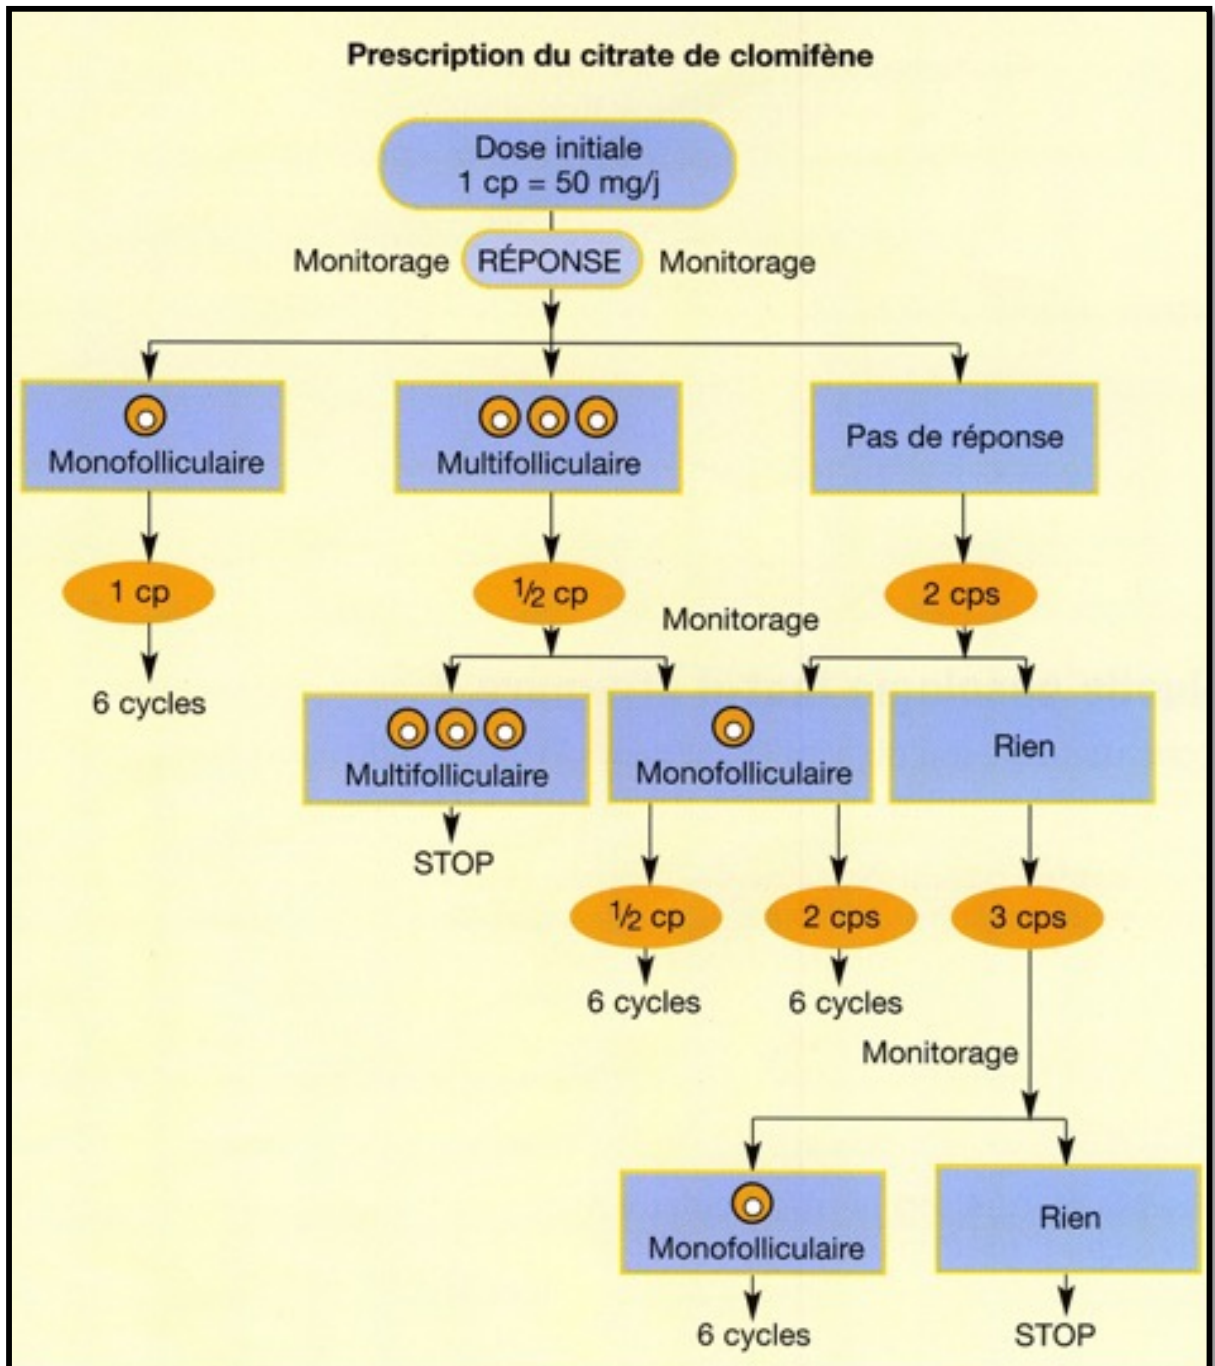 Prescription du citrate de clomifène
Dose initiale
1 cp = 50 mg/j
Monitorage RÉPONSE Monitorage
Monofolliculaire
Multifolliculaire
Pas de réponse
1 cp
1/2 cp
2 cps
Monitorage
6 cycles
Multifolliculaire
Monofolliculaire
Rien
STOP
1/2 cp
2 cps
3 cps
6 cycles
6 cycles
Monitorage
Monofolliculaire
Rien
6 cycles
STOP